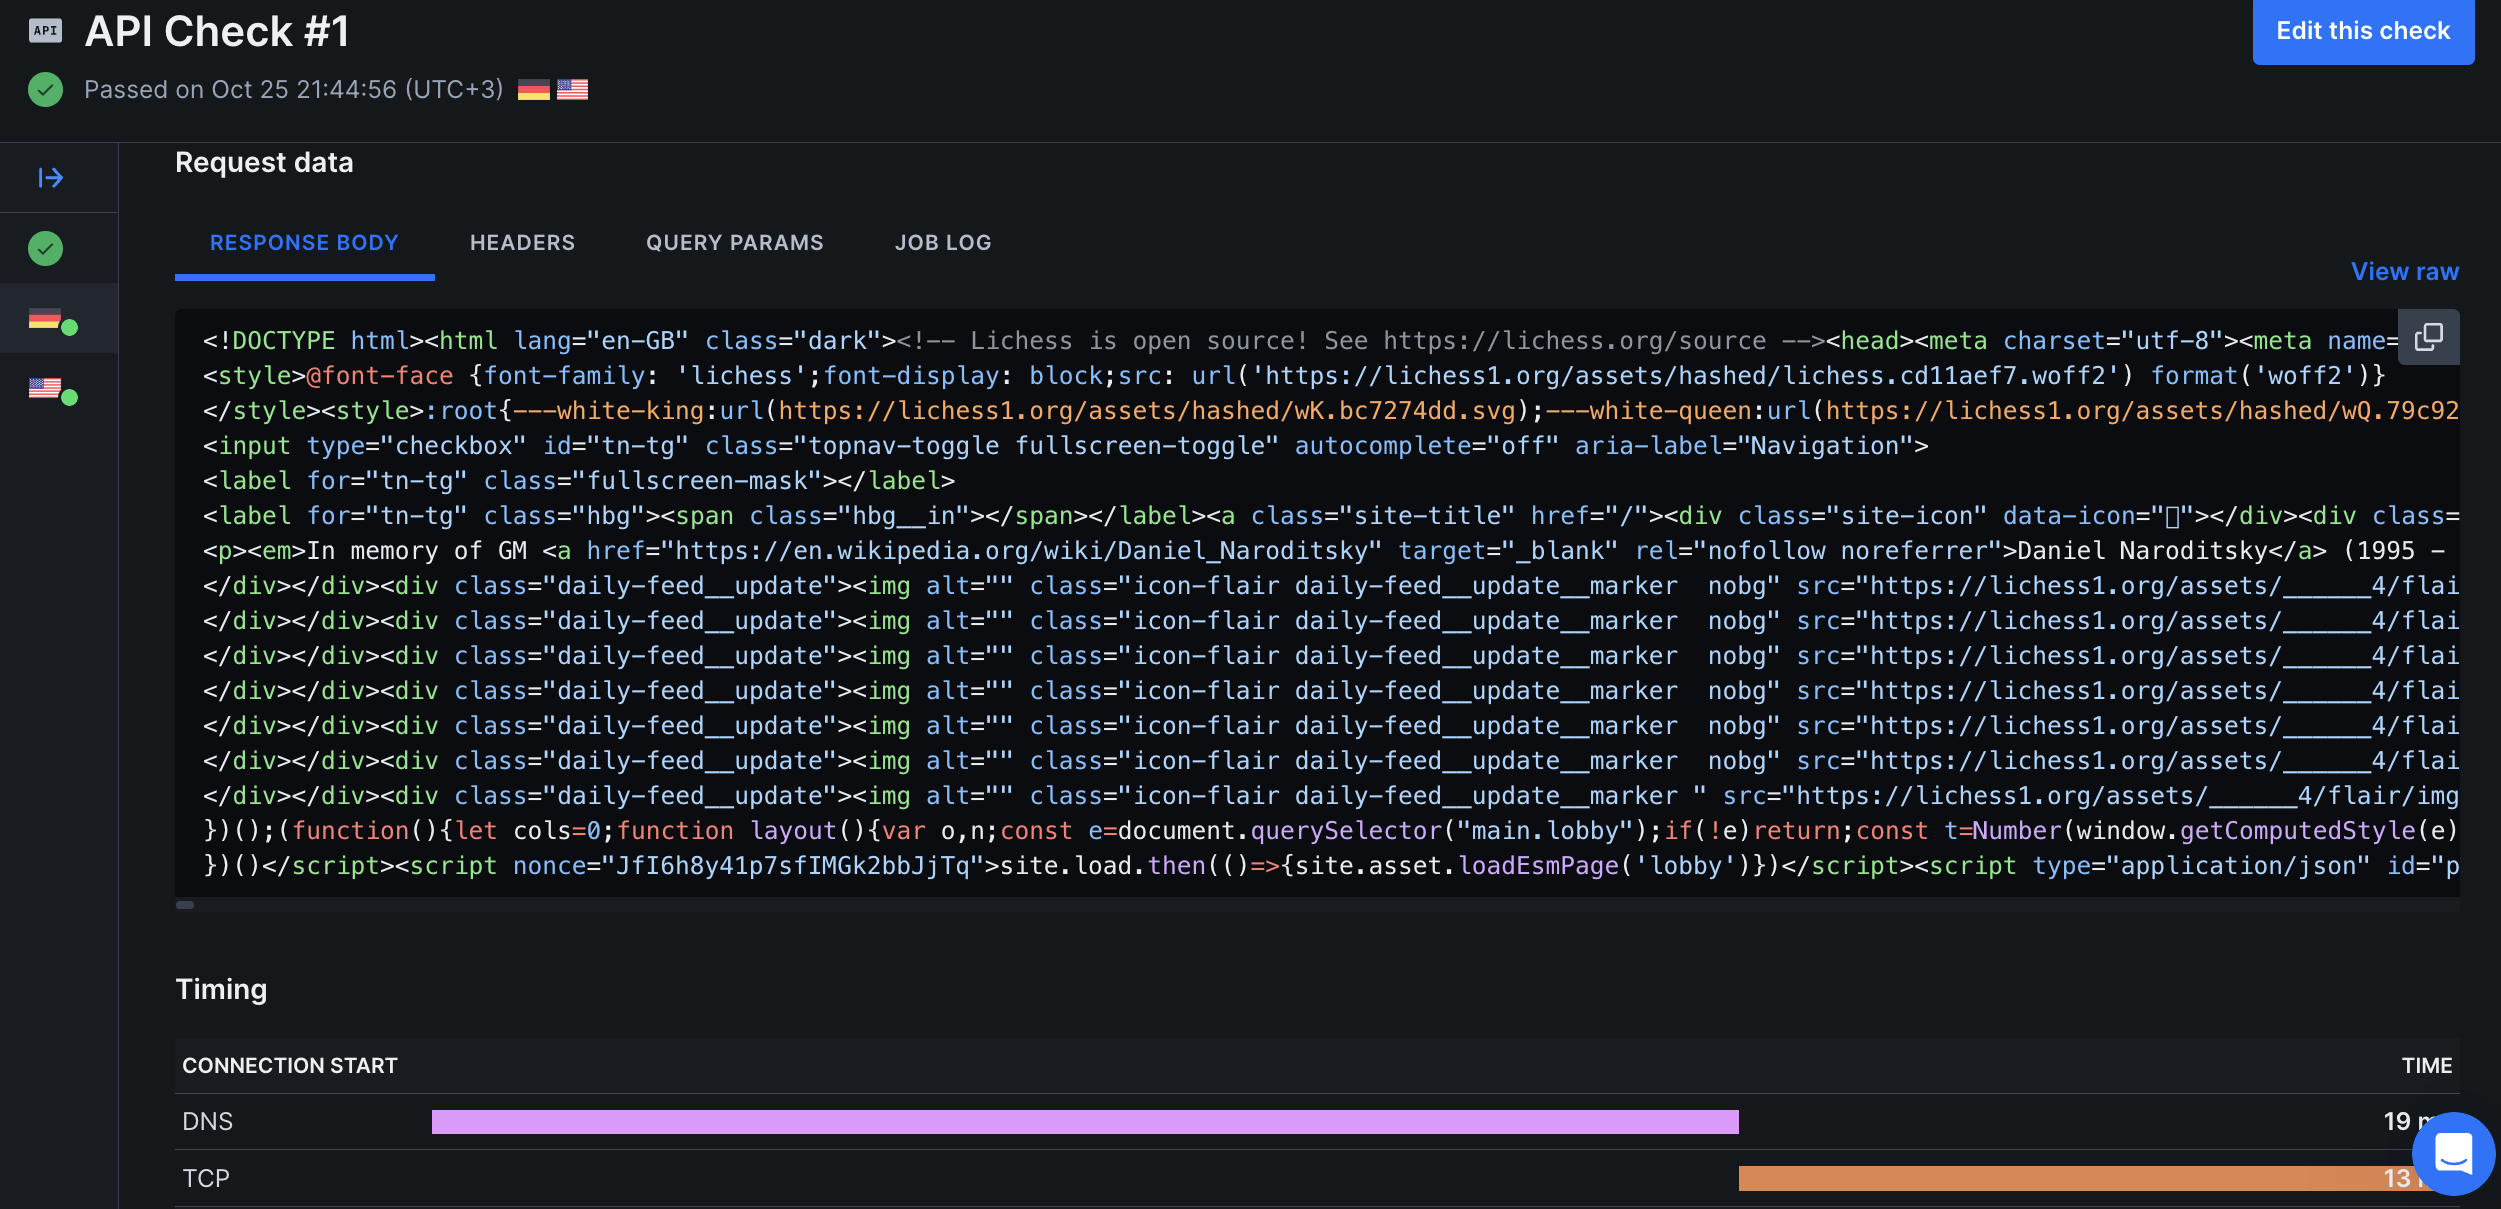 API
API Check #1
Edit this check
Passed on Oct 25 21:44:56 (UTC+3)
Request data
RESPONSE BODY
HEADERS
QUERY PARAMS
JOB LOG
View raw
<!DOCTYPE html><html lang="en-GB" class="dark"><!-- Lichess is open source! See https://lichess.org/source --><head><meta charset="utf-8"><meta name=
<style>@font-face {font-family: 'lichess';font-display: block;src: url('https://lichess1.org/assets/hashed/lichess.cd11aef7.woff2') format('woff2')}
</style><style>:root{---white-king:url(https://lichess1.org/assets/hashed/wK.bc7274dd.svg);---white-queen:url(https://lichess1.org/assets/hashed/wQ.79c92
<input type="checkbox" id="tn-tg" class="topnav-toggle fullscreen-toggle" autocomplete="off" aria-label="Navigation">
<label for="tn-tg" class="fullscreen-mask"></label>
<label for="tn-tg" class="hbg"><span class="hbg__in"></span></label><a class="site-title" href="/"><div class="site-icon" data-icon=""></div><div class=
<p><em>In memory of GM <a href="https://en.wikipedia.org/wiki/Daniel_Naroditsky" target="_blank" rel="nofollow noreferrer">Daniel Naroditsky</a> (1995 –
</div></div><div class="daily-feed__update"><img alt="" class="icon-flair daily-feed__update__marker  nobg" src="https://lichess1.org/assets/______4/flai
</div></div><div class="daily-feed__update"><img alt="" class="icon-flair daily-feed__update__marker  nobg" src="https://lichess1.org/assets/______4/flai
</div></div><div class="daily-feed__update"><img alt="" class="icon-flair daily-feed__update__marker  nobg" src="https://lichess1.org/assets/______4/flai
</div></div><div class="daily-feed__update"><img alt="" class="icon-flair daily-feed__update__marker  nobg" src="https://lichess1.org/assets/______4/flai
</div></div><div class="daily-feed__update"><img alt="" class="icon-flair daily-feed__update__marker  nobg" src="https://lichess1.org/assets/______4/flai
</div></div><div class="daily-feed__update"><img alt="" class="icon-flair daily-feed__update__marker  nobg" src="https://lichess1.org/assets/______4/flai
</div></div><div class="daily-feed__update"><img alt="" class="icon-flair daily-feed__update__marker " src="https://lichess1.org/assets/______4/flair/img
})();(function(){let cols=0;function layout(){var o,n;const e=document.querySelector("main.lobby");if(!e)return;const t=Number(window.getComputedStyle(e)
})()</script><script nonce="JfI6h8y41p7sfIMGk2bbJjTq">site.load.then(()=>{site.asset.loadEsmPage('lobby')})</script><script type="application/json" id="p
Timing
CONNECTION START
TIME
DNS
19
TCP
13